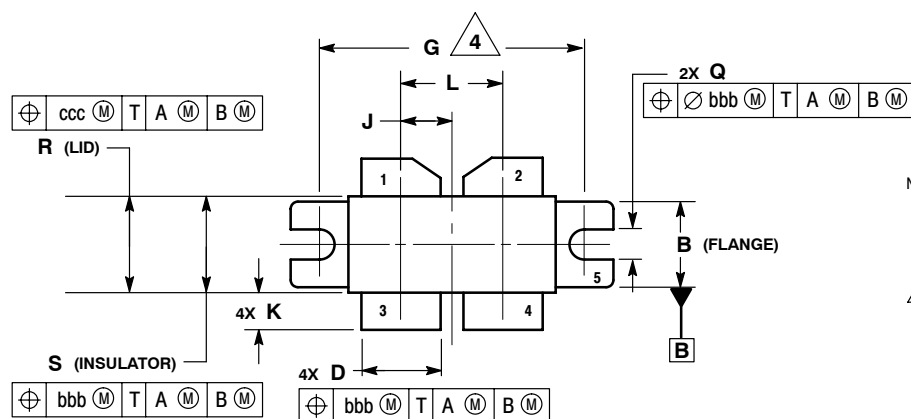 G 4
L
2X Q
⌖ ⌀ bbb Ⓜ T A Ⓜ B Ⓜ
⌖ ccc Ⓜ T A Ⓜ B Ⓜ
J
R (LID)
1 2
B (FLANGE)
5
4X K
3 4
S (INSULATOR)
B
4X D
⌖ bbb Ⓜ T A Ⓜ B Ⓜ
⌖ bbb Ⓜ T A Ⓜ B Ⓜ